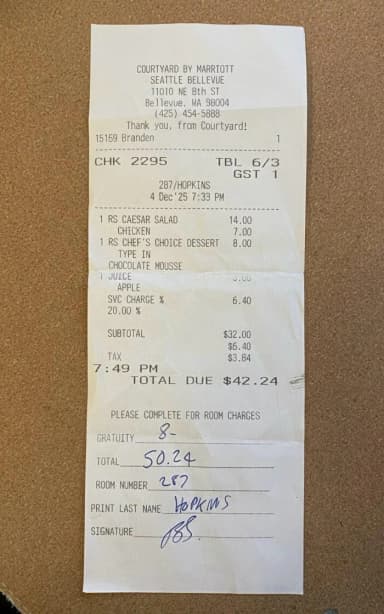 COURTYARD BY MARRIOTT
SEATTLE BELLEVUE
11010 NE 8th ST
Bellevue, WA 98004
(425) 454-5888
Thank you, from Courtyard!
15169 Branden 1
CHK 2295 TBL 6/3
GST 1
287/HOPKINS
4 Dec'25 7:33 PM
1 RS CAESAR SALAD 14.00
CHICKEN 7.00
1 RS CHEF'S CHOICE DESSERT 8.00
TYPE IN
CHOCOLATE MOUSSE
1 JUICE
APPLE
SVC CHARGE % 6.40
20.00 %
SUBTOTAL $32.00
$6.40
TAX $3.84
7:49 PM
TOTAL DUE $42.24
PLEASE COMPLETE FOR ROOM CHARGES
GRATUITY 8-
TOTAL 50.24
ROOM NUMBER 287
PRINT LAST NAME HOPKINS
SIGNATURE